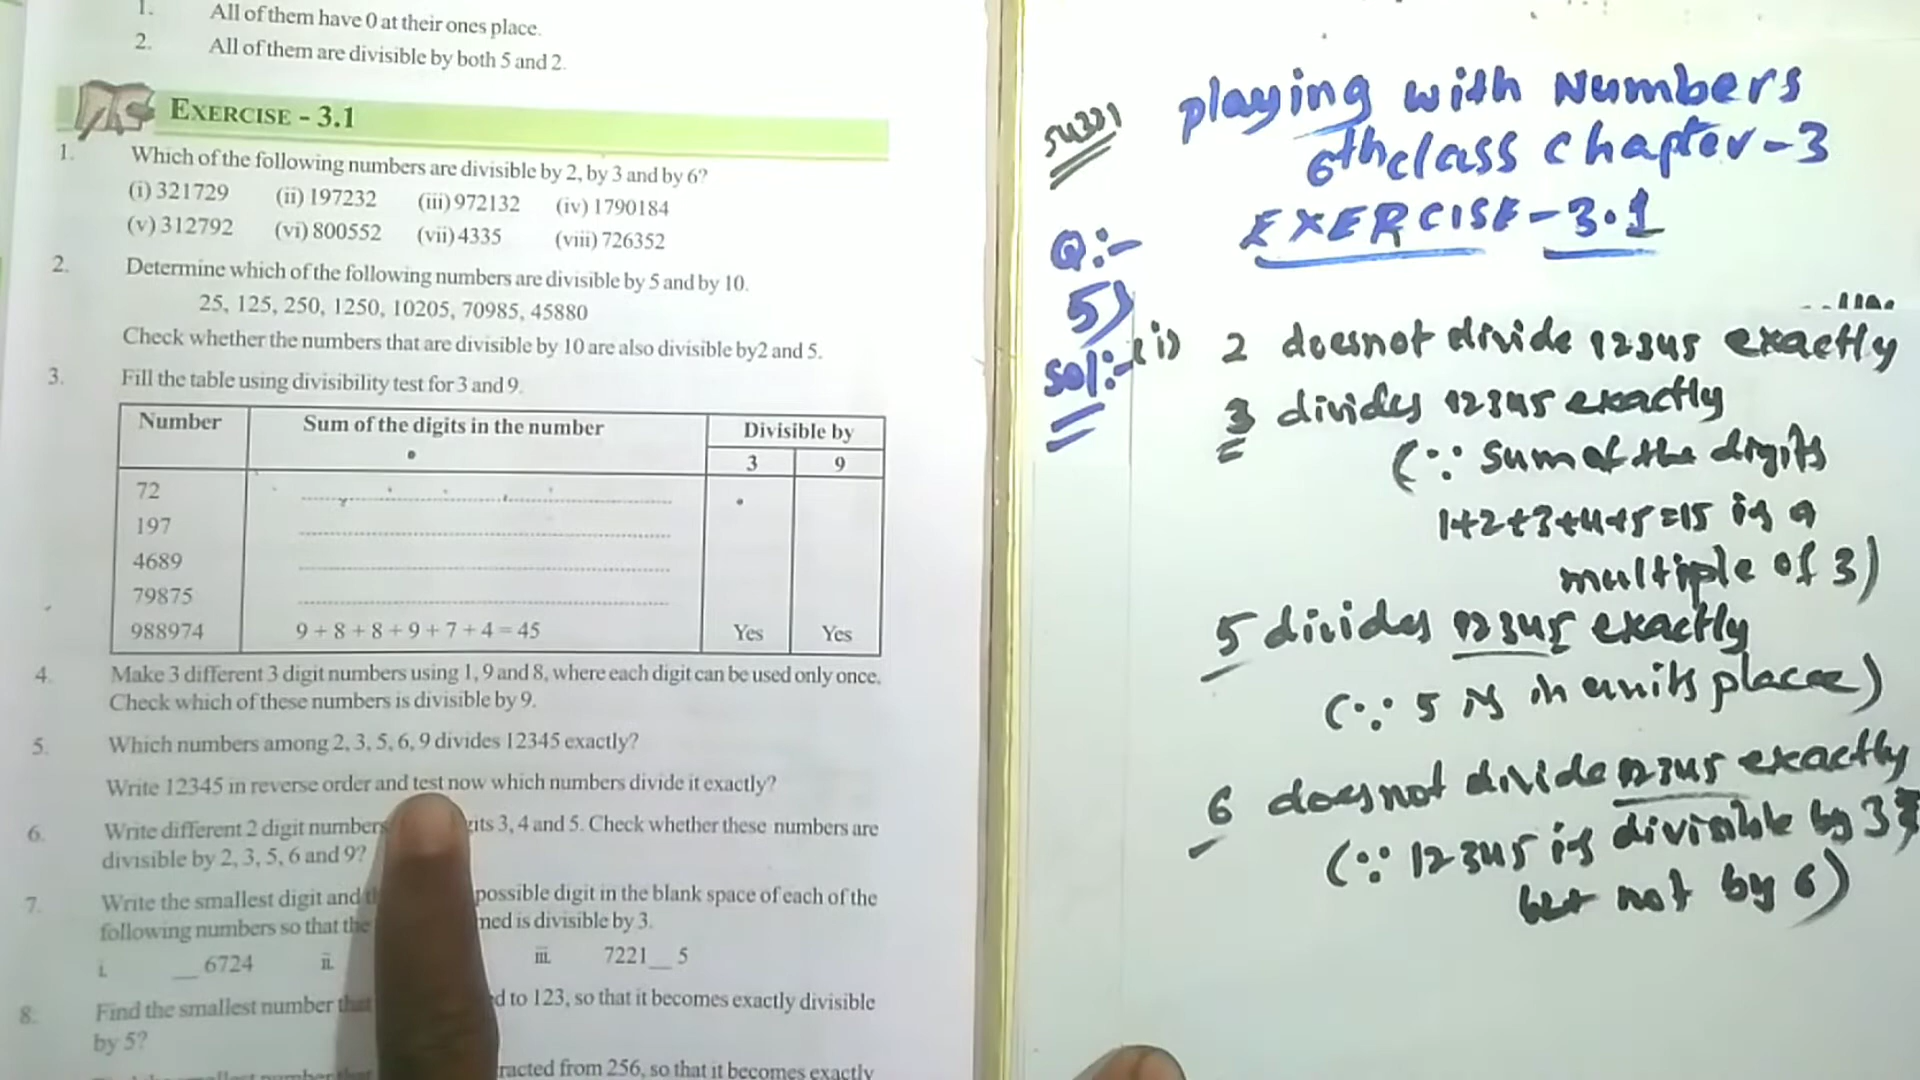 1. All of them have 0 at their ones place.
2. All of them are divisible by both 5 and 2.
EXERCISE - 3.1
1. Which of the following numbers are divisible by 2, by 3 and by 6?
(i) 321729 (ii) 197232 (iii) 972132 (iv) 1790184
(v) 312792 (vi) 800552 (vii) 4335 (viii) 726352
2. Determine which of the following numbers are divisible by 5 and by 10.
25, 125, 250, 1250, 10205, 70985, 45880
Check whether the numbers that are divisible by 10 are also divisible by2 and 5.
3. Fill the table using divisibility test for 3 and 9.
Number Sum of the digits in the number Divisible by
3 9
72
197
4689
79875
988974 9 + 8 + 8 + 9 + 7 + 4 = 45 Yes Yes
4. Make 3 different 3 digit numbers using 1, 9 and 8, where each digit can be used only once.
Check which of these numbers is divisible by 9.
5. Which numbers among 2, 3, 5, 6, 9 divides 12345 exactly?
Write 12345 in reverse order and test now which numbers divide it exactly?
6. Write different 2 digit numbers 3, 4 and 5. Check whether these numbers are
divisible by 2, 3, 5, 6 and 9?
7. Write the smallest digit and possible digit in the blank space of each of the
following numbers so that the is divisible by 3.
i. __ 6724 ii. iii. 7221__ 5
8. Find the smallest number that to 123, so that it becomes exactly divisible
by 5?
from 256, so that it becomes exactly
playing with Numbers
6th class chapter-3
EXERCISE-3.1
Q:-
5)
Sol:- (i) 2 doesnot divide 12345 exactly
3 divides 12345 exactly
(∵ sum of the digits
1+2+3+4+5=15 is a
multiple of 3)
5 divides 12345 exactly
(∵ 5 is in units place)
6 does not divide 12345 exactly
(∵ 12345 is divisible by 3
but not by 6)